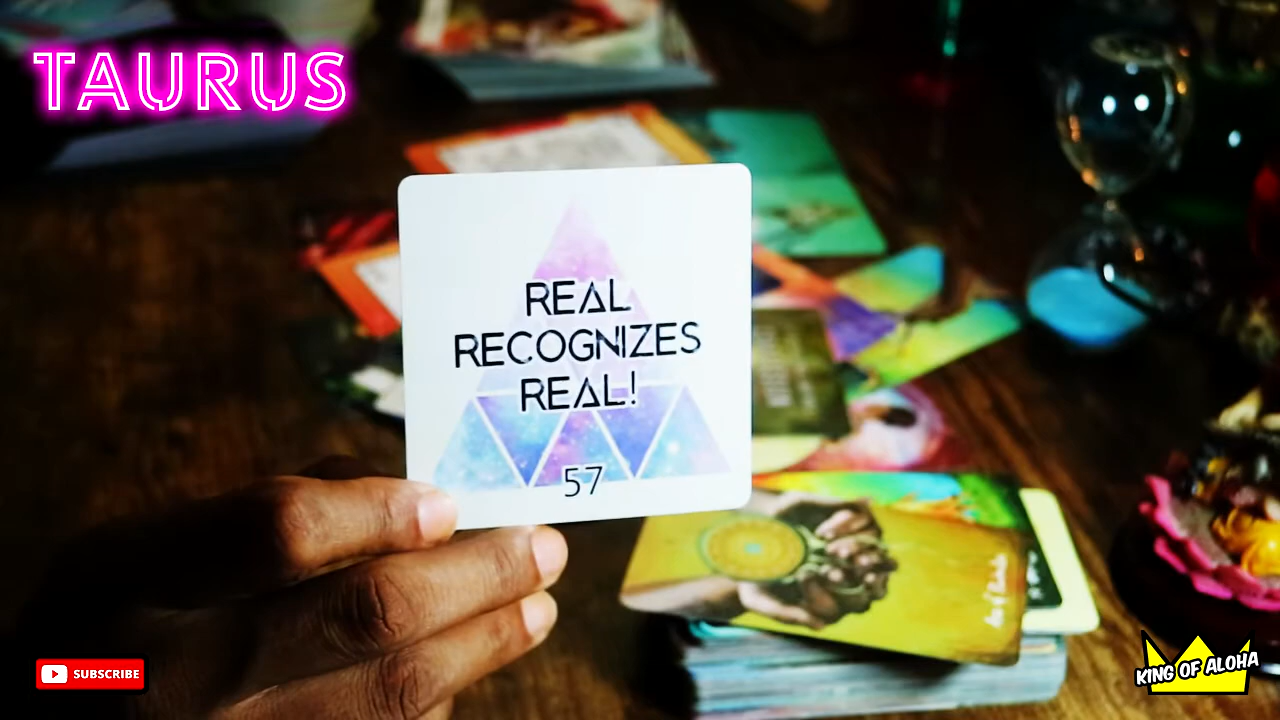 TAURUS
REAL
RECOGNIZES
REAL!
57
SUBSCRIBE
KING OF ALOHA